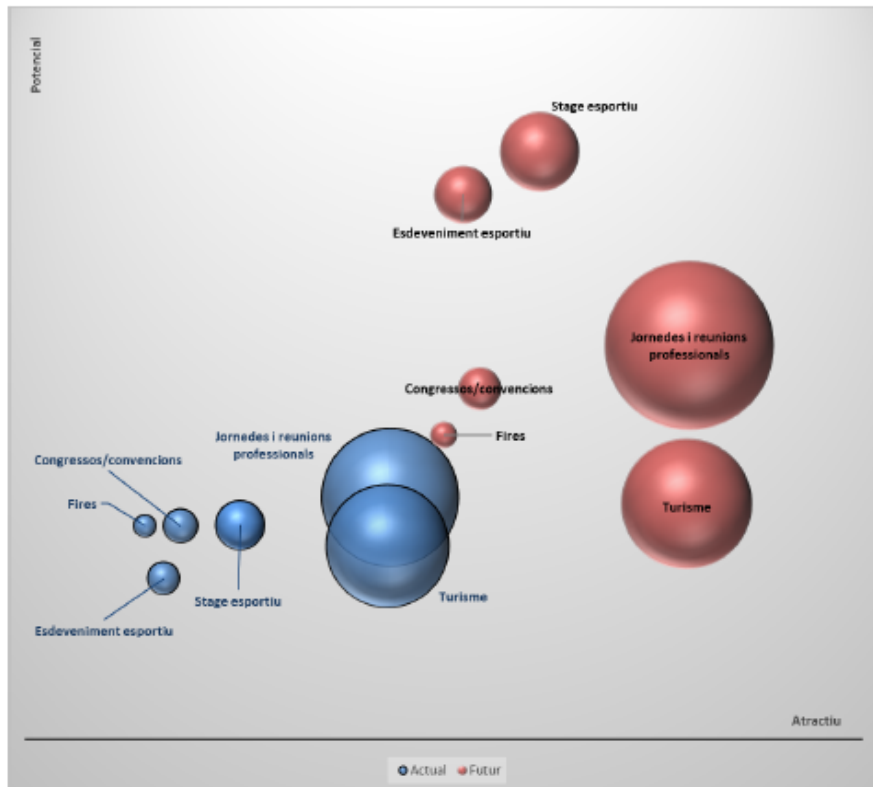 Potencial
Stage esportiu
Esdeveniment esportiu
Jornedes i reunions
professionals
Congressos/convencions
Fires
Jornedes i reunions
professionals
Congressos/convencions
Fires
Turisme
Stage esportiu
Turisme
Esdeveniment esportiu
Atractiu
Actual Futur